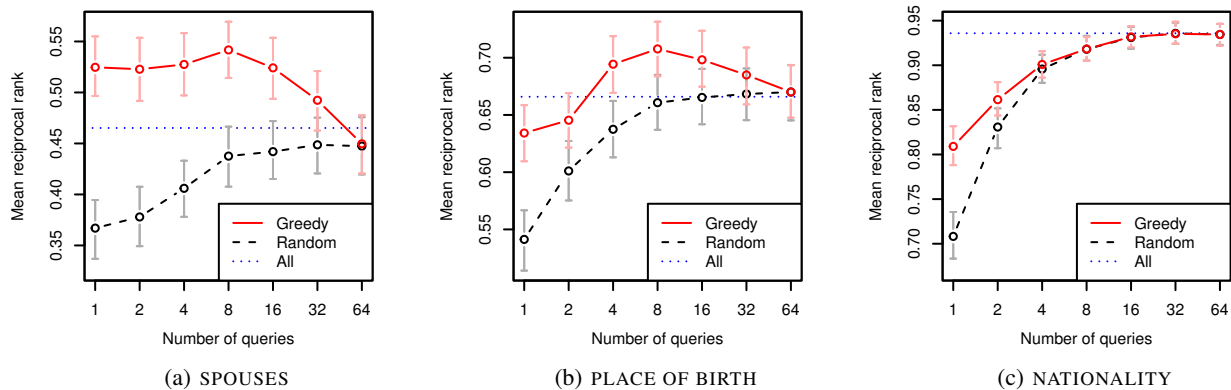 Mean reciprocal rank
0.55
0.50
0.45
0.40
0.35
Greedy
Random
All
1 2 4 8 16 32 64
Number of queries
(a) SPOUSES
Mean reciprocal rank
0.70
0.65
0.60
0.55
Greedy
Random
All
1 2 4 8 16 32 64
Number of queries
(b) PLACE OF BIRTH
Mean reciprocal rank
0.95
0.90
0.85
0.80
0.75
0.70
Greedy
Random
All
1 2 4 8 16 32 64
Number of queries
(c) NATIONALITY